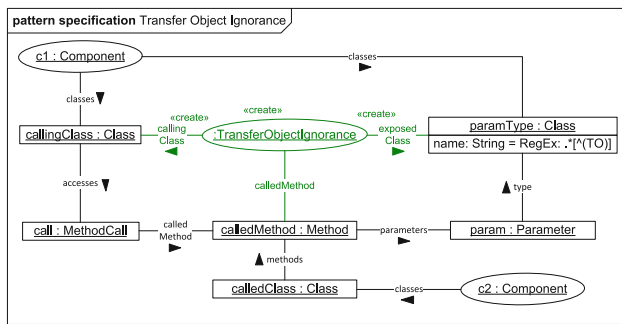 pattern specification Transfer Object Ignorance
c1 : Component
classes
classes
«create»
«create»
«create»
callingClass : Class
calling
Class
:TransferObjectIgnorance
exposed
Class
paramType : Class
name: String = RegEx: .*[^(TO)]
accesses
calledMethod
type
call : MethodCall
called
Method
calledMethod : Method
parameters
param : Parameter
methods
calledClass : Class
classes
c2 : Component